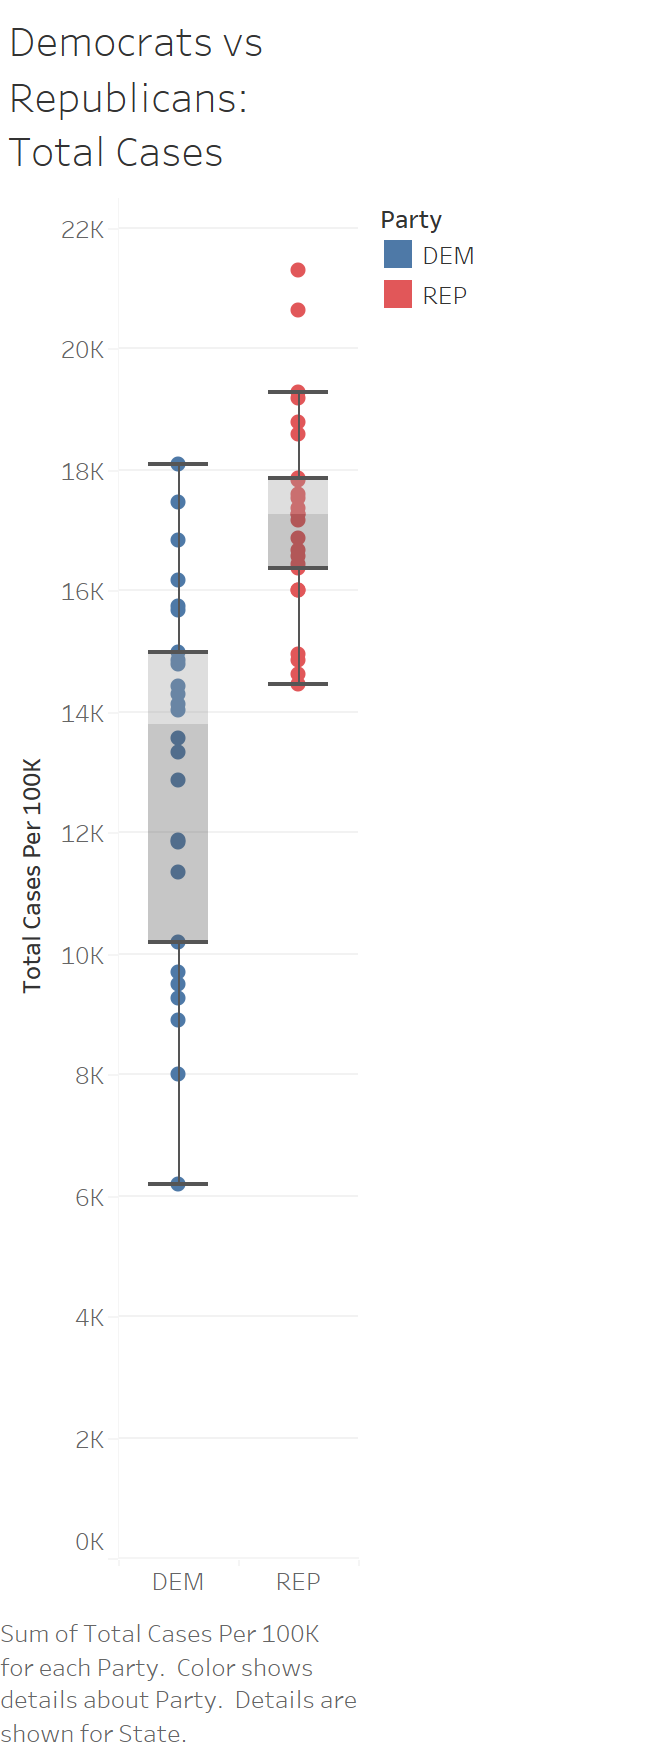 Democrats vs
Republicans:
Total Cases
Party
DEM
REP
22K
20K
18K
16K
14K
12K
10K
8K
6K
4K
2K
0K
Total Cases Per 100K
DEM
REP
Sum of Total Cases Per 100K
for each Party.  Color shows
details about Party.  Details are
shown for State.